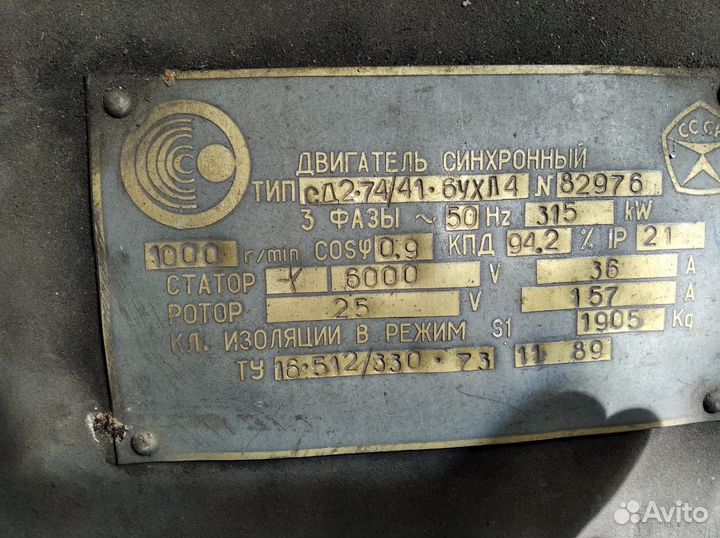 СССР
ДВИГАТЕЛЬ СИНХРОННЫЙ
ТИП СД2·74/41·6УХЛ4 N 82976
3 ФАЗЫ ~ 50 Hz 315 kW
1000 r/min COSφ 0.9 КПД 94.2 % IP 21
СТАТОР Y 6000 V 36 A
РОТОР 25 V 157 A
КЛ. ИЗОЛЯЦИИ В РЕЖИМ S1 1905 Kg
ТУ 16·512/330·73 11 89
Avito